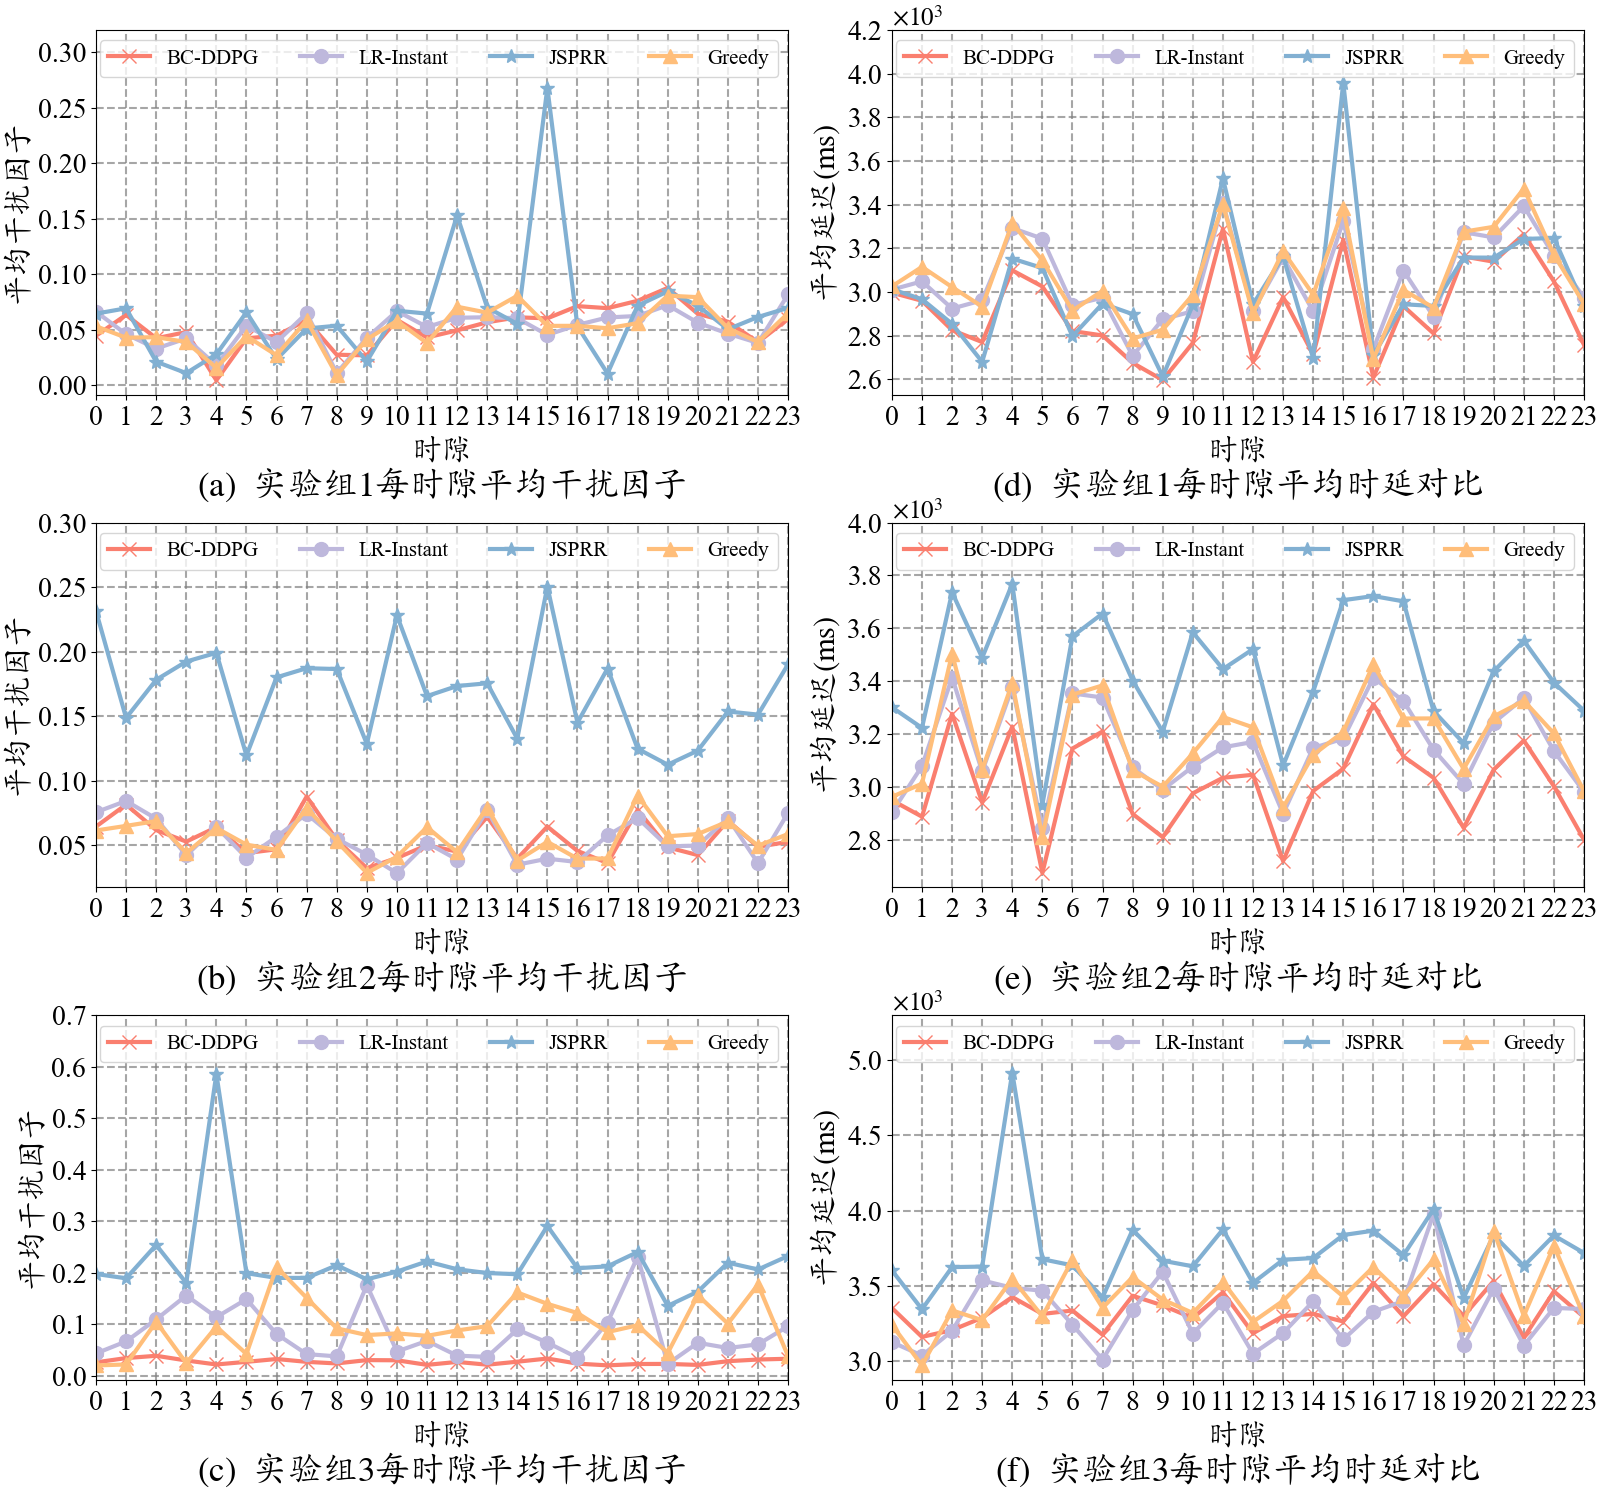 BC-DDPG LR-Instant JSPRR Greedy
平均干扰因子
0.30
0.25
0.20
0.15
0.10
0.05
0.00
0 1 2 3 4 5 6 7 8 9 10 11 12 13 14 15 16 17 18 19 20 21 22 23
时隙
(a) 实验组1每时隙平均干扰因子
×10³
BC-DDPG LR-Instant JSPRR Greedy
平均延迟(ms)
4.2
4.0
3.8
3.6
3.4
3.2
3.0
2.8
2.6
0 1 2 3 4 5 6 7 8 9 10 11 12 13 14 15 16 17 18 19 20 21 22 23
时隙
(d) 实验组1每时隙平均时延对比
BC-DDPG LR-Instant JSPRR Greedy
平均干扰因子
0.30
0.25
0.20
0.15
0.10
0.05
0 1 2 3 4 5 6 7 8 9 10 11 12 13 14 15 16 17 18 19 20 21 22 23
时隙
(b) 实验组2每时隙平均干扰因子
×10³
BC-DDPG LR-Instant JSPRR Greedy
平均延迟(ms)
4.0
3.8
3.6
3.4
3.2
3.0
2.8
0 1 2 3 4 5 6 7 8 9 10 11 12 13 14 15 16 17 18 19 20 21 22 23
时隙
(e) 实验组2每时隙平均时延对比
BC-DDPG LR-Instant JSPRR Greedy
平均干扰因子
0.7
0.6
0.5
0.4
0.3
0.2
0.1
0.0
0 1 2 3 4 5 6 7 8 9 10 11 12 13 14 15 16 17 18 19 20 21 22 23
时隙
(c) 实验组3每时隙平均干扰因子
×10³
BC-DDPG LR-Instant JSPRR Greedy
平均延迟(ms)
5.0
4.5
4.0
3.5
3.0
0 1 2 3 4 5 6 7 8 9 10 11 12 13 14 15 16 17 18 19 20 21 22 23
时隙
(f) 实验组3每时隙平均时延对比